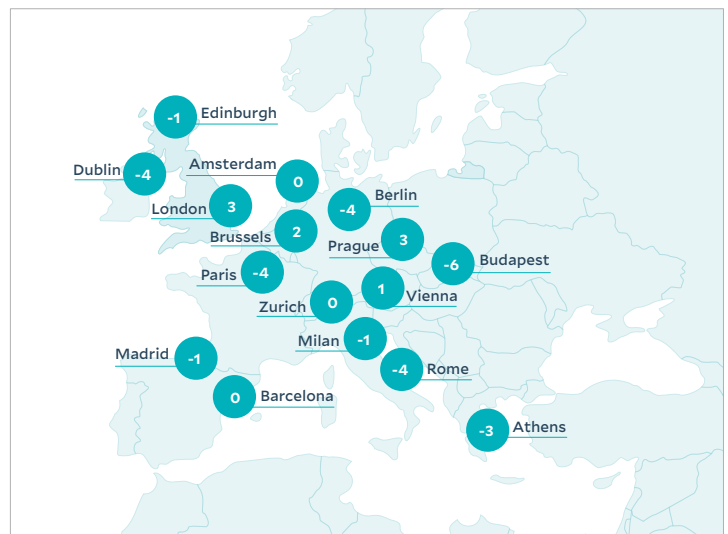 -1 Edinburgh
Dublin -4
Amsterdam 0
London 3
-4 Berlin
Brussels 2
Prague 3
-6 Budapest
Paris -4
1 Vienna
Zurich 0
Milan -1
Madrid -1
-4 Rome
0 Barcelona
-3 Athens